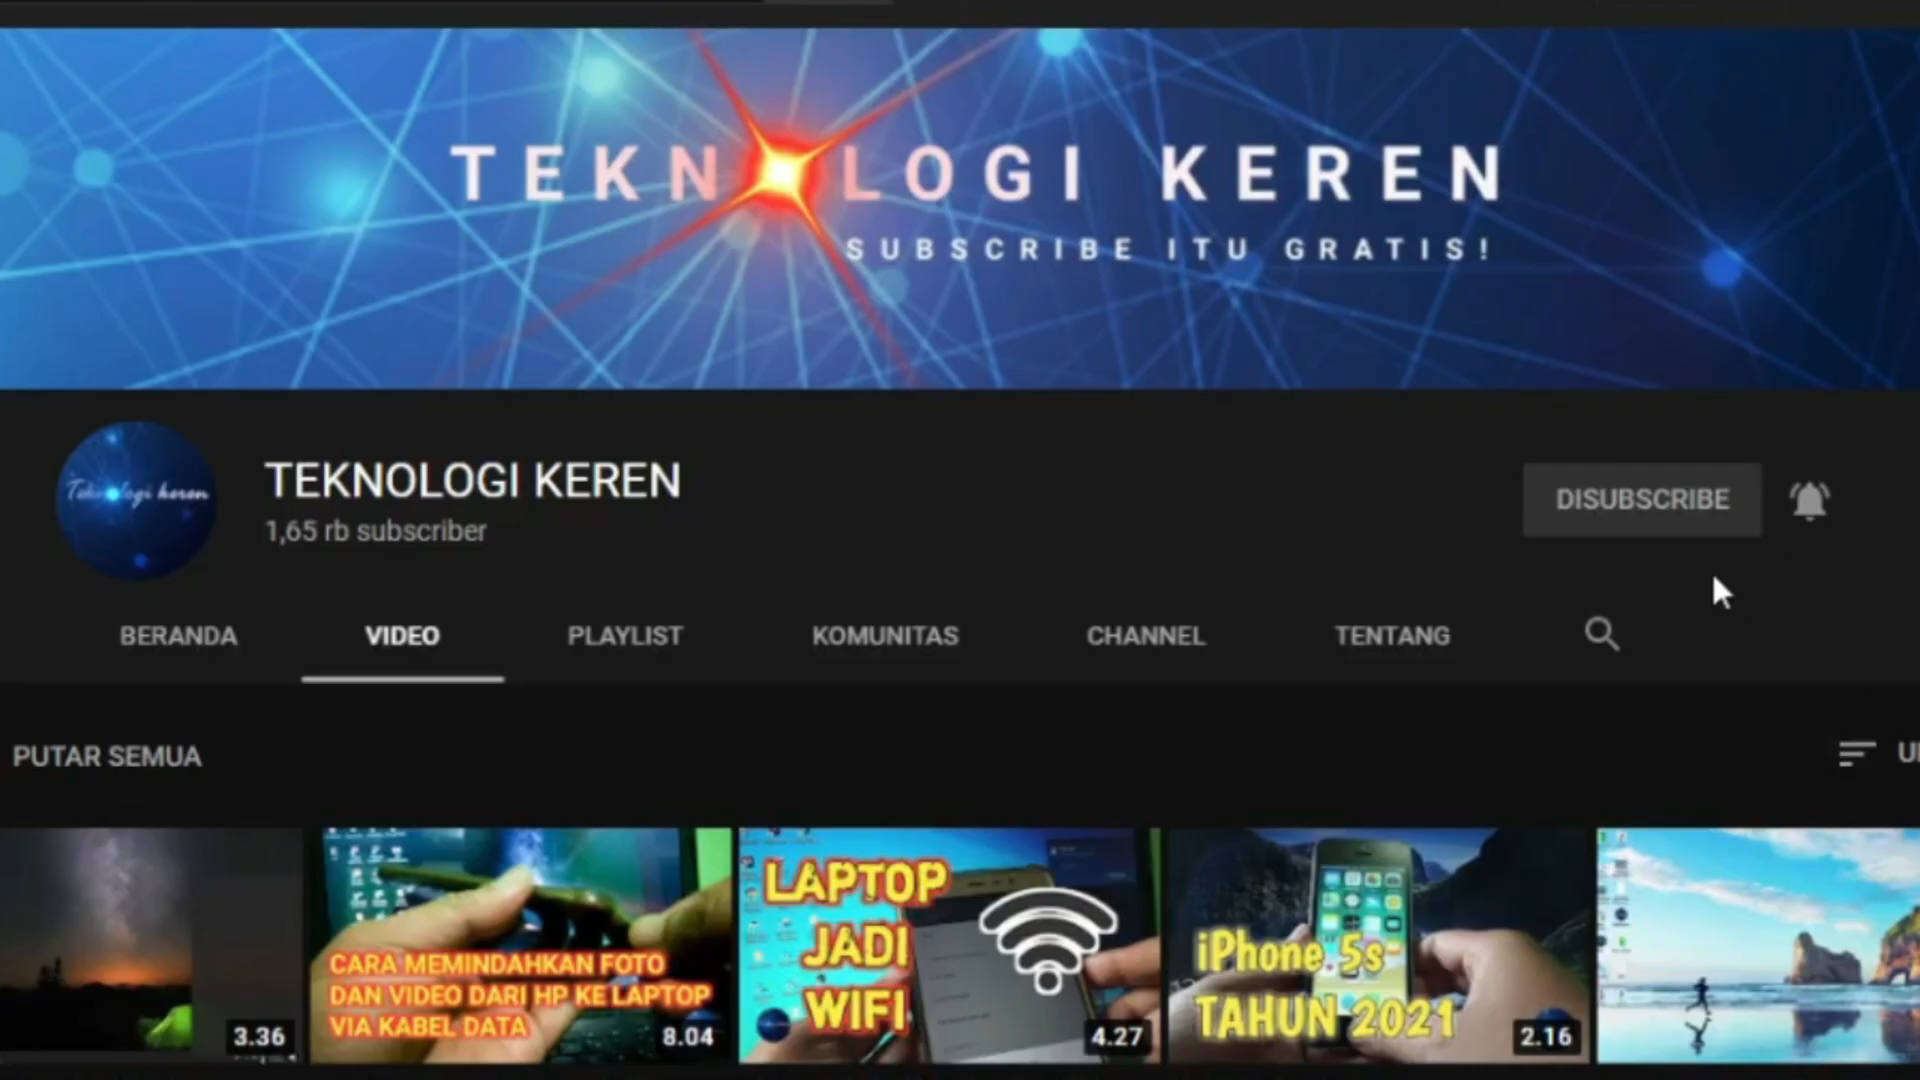 TEKNOLOGI KEREN
SUBSCRIBE ITU GRATIS!
Teknologi keren
TEKNOLOGI KEREN
1,65 rb subscriber
DISUBSCRIBE
BERANDA
VIDEO
PLAYLIST
KOMUNITAS
CHANNEL
TENTANG
PUTAR SEMUA
3.36
CARA MEMINDAHKAN FOTO
DAN VIDEO DARI HP KE LAPTOP
VIA KABEL DATA
8.04
LAPTOP
JADI
WIFI
4.27
iPhone 5s
TAHUN 2021
2.16